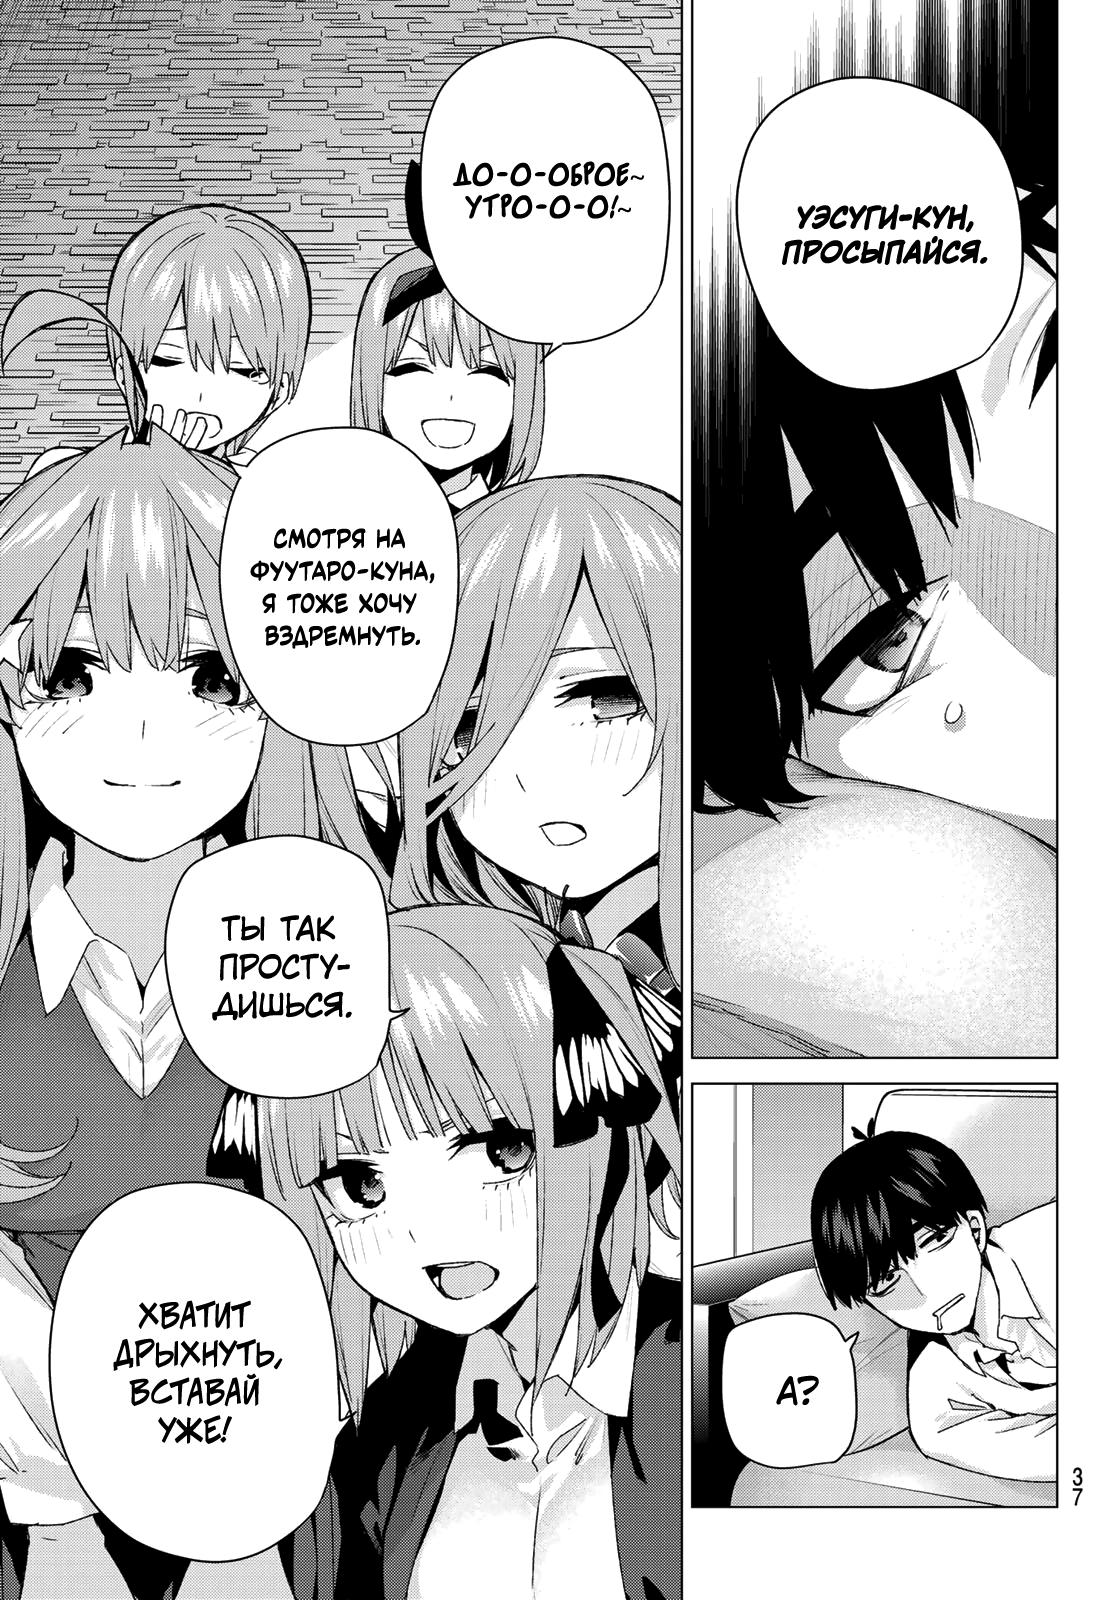 УЭСУГИ-КУН,
ПРОСЫПАЙСЯ.
А?
ДО-О-ОБРОЕ~
УТРО-О-О!~
СМОТРЯ НА
ФУУТАРО-КУНА,
Я ТОЖЕ ХОЧУ
ВЗДРЕМНУТЬ.
ТЫ ТАК
ПРОСТУ-
ДИШЬСЯ.
ХВАТИТ
ДРЫХНУТЬ,
ВСТАВАЙ
УЖЕ!
37